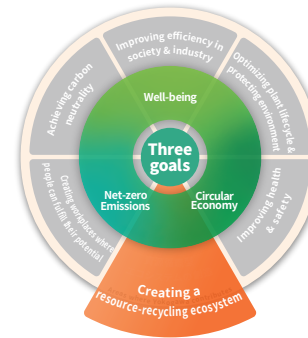 Improving efficiency in
society & industry
Optimizing plant lifecycle &
protecting environment
Achieving carbon
neutrality
Well-being
Three
goals
Net-zero
Emissions
Circular
Economy
Creating workplaces where
people can fulfill their potential
Improving health
& safety
Creating a
resource-recycling ecosystem